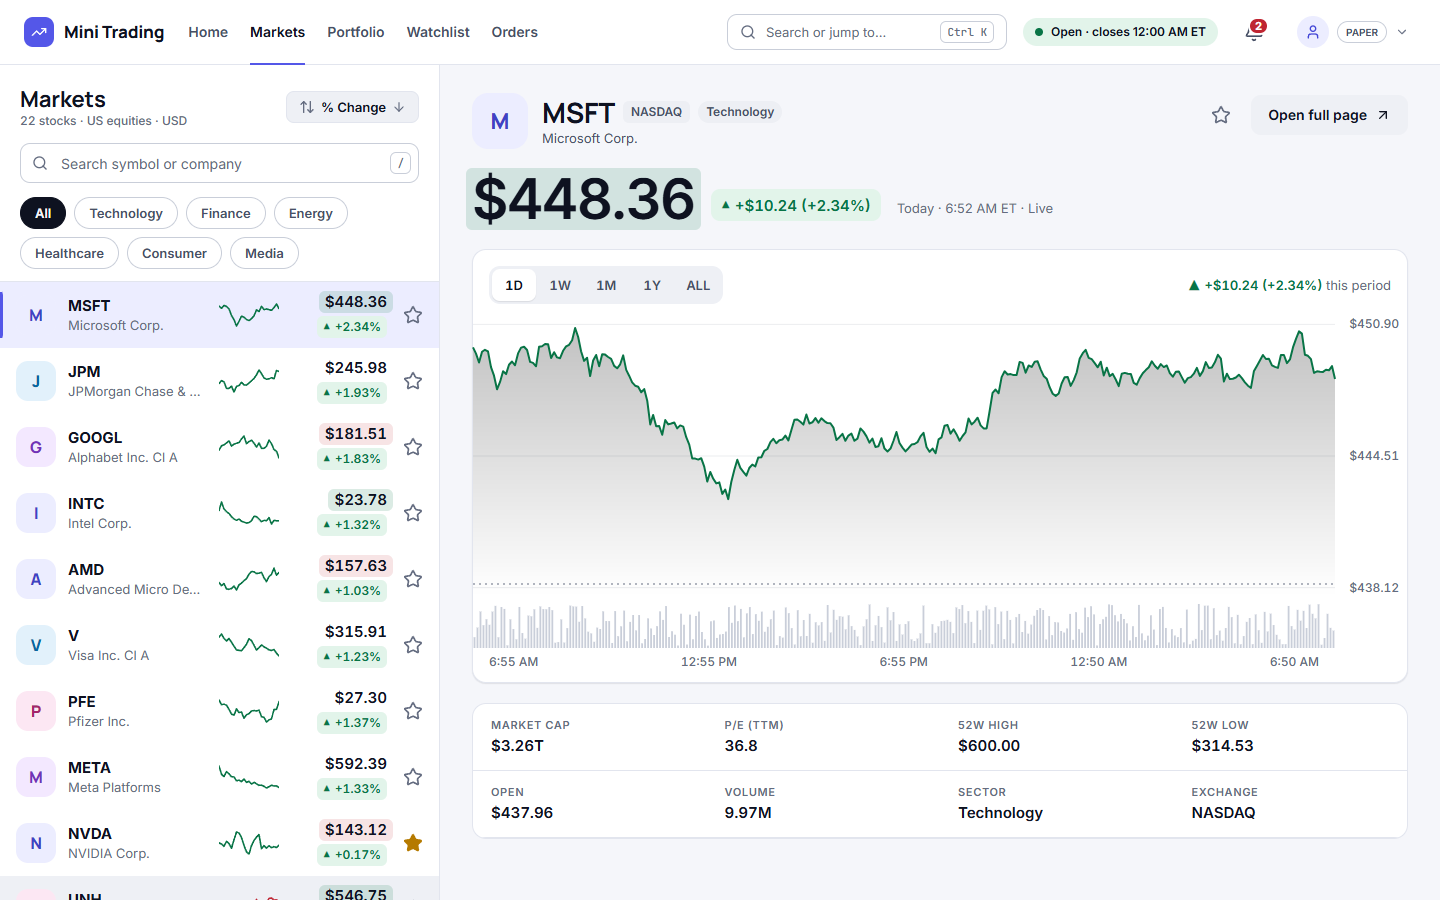 Mini Trading
Home
Markets
Portfolio
Watchlist
Orders
Search or jump to...
Ctrl K
Open · closes 12:00 AM ET
2
PAPER
Markets
22 stocks · US equities · USD
% Change
Search symbol or company
/
All
Technology
Finance
Energy
Healthcare
Consumer
Media
M
MSFT
Microsoft Corp.
$448.36
▲ +2.34%
J
JPM
JPMorgan Chase & ...
$245.98
▲ +1.93%
G
GOOGL
Alphabet Inc. Cl A
$181.51
▲ +1.83%
I
INTC
Intel Corp.
$23.78
▲ +1.32%
A
AMD
Advanced Micro De...
$157.63
▲ +1.03%
V
V
Visa Inc. Cl A
$315.91
▲ +1.23%
P
PFE
Pfizer Inc.
$27.30
▲ +1.37%
M
META
Meta Platforms
$592.39
▲ +1.33%
N
NVDA
NVIDIA Corp.
$143.12
▲ +0.17%
UNH
$546.75
M
MSFT
NASDAQ
Technology
Microsoft Corp.
Open full page
$448.36
▲ +$10.24 (+2.34%)
Today · 6:52 AM ET · Live
1D
1W
1M
1Y
ALL
▲ +$10.24 (+2.34%) this period
$450.90
$444.51
$438.12
6:55 AM
12:55 PM
6:55 PM
12:50 AM
6:50 AM
MARKET CAP
$3.26T
P/E (TTM)
36.8
52W HIGH
$600.00
52W LOW
$314.53
OPEN
$437.96
VOLUME
9.97M
SECTOR
Technology
EXCHANGE
NASDAQ